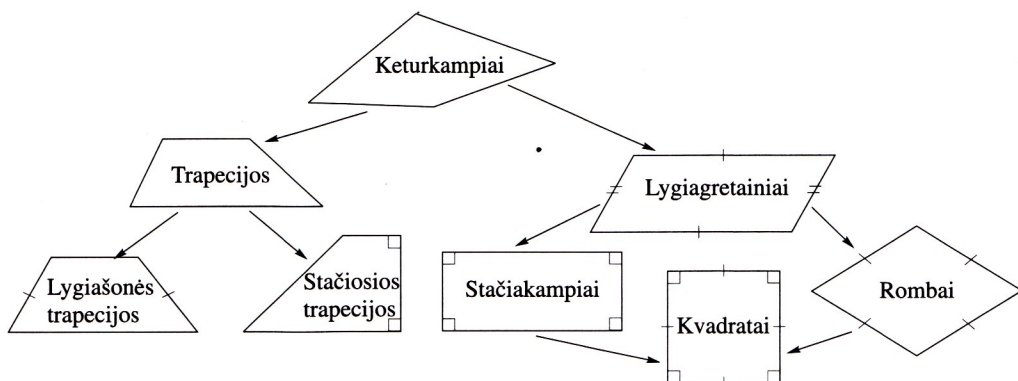 Keturkampiai
Trapecijos
Lygiagretainiai
Lygiašonės
trapecijos
Stačiosios
trapecijos
Stačiakampiai
Kvadratai
Rombai